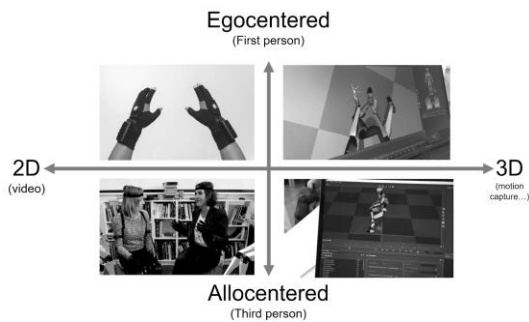 Egocentered
(First person)
2D
(video)
3D
(motion
capture...)
Allocentered
(Third person)